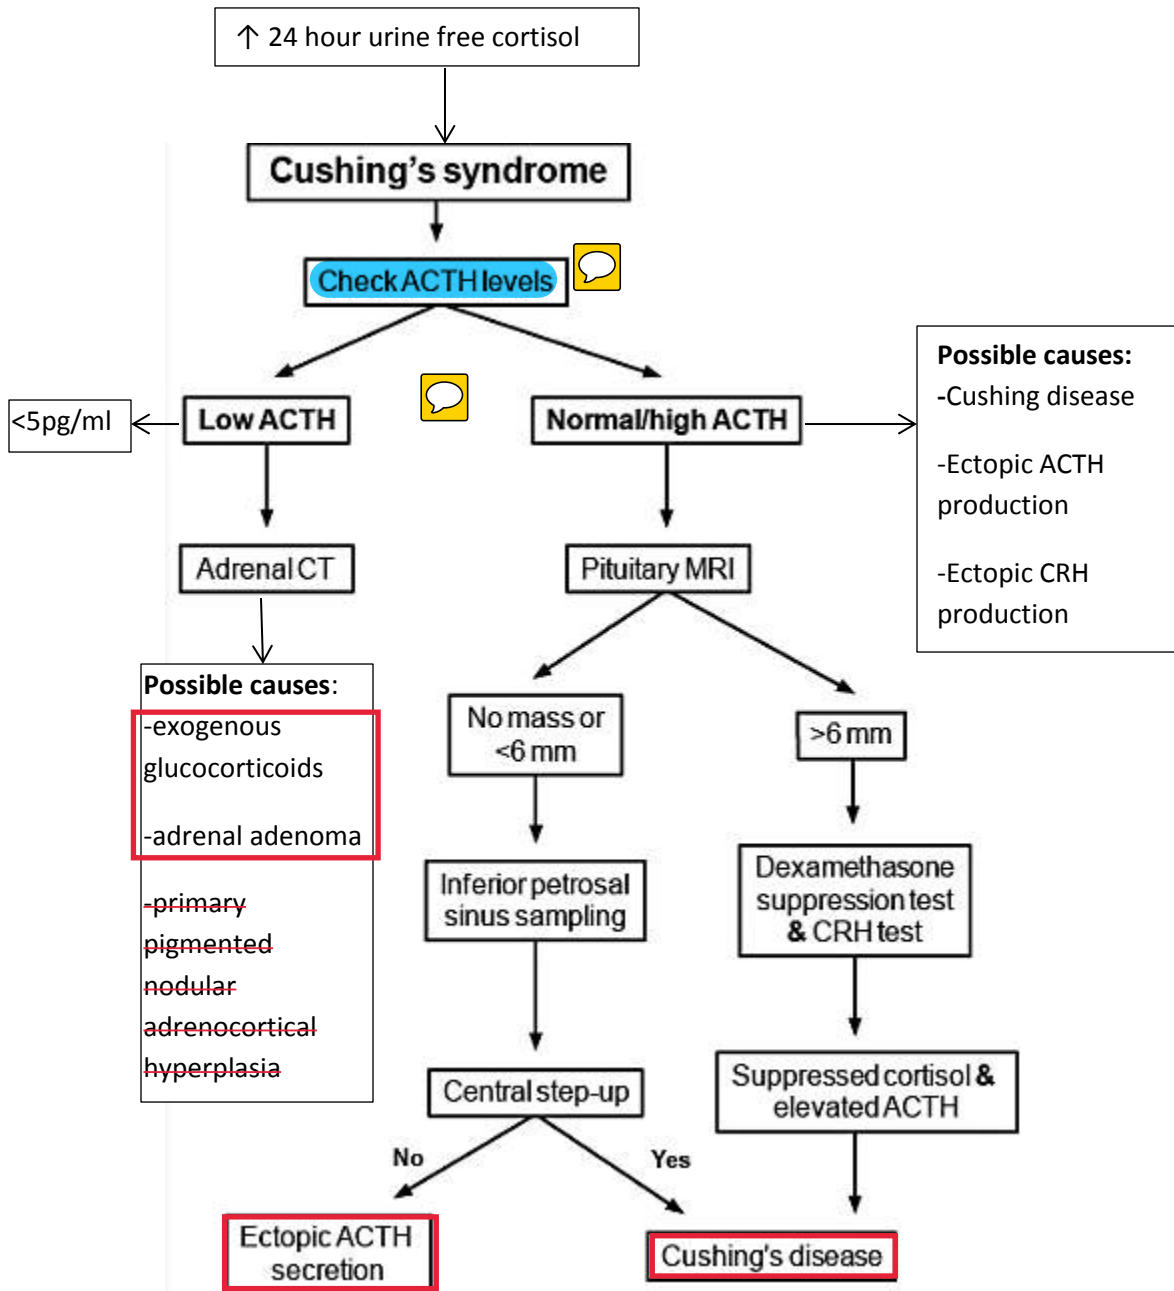 ↑ 24 hour urine free cortisol
Cushing's syndrome
Check ACTH levels
<5pg/ml
Low ACTH
Normal/high ACTH
Possible causes:
-Cushing disease
-Ectopic ACTH
production
-Ectopic CRH
production
Adrenal CT
Pituitary MRI
Possible causes:
-exogenous
glucocorticoids
-adrenal adenoma
-primary
pigmented
nodular
adrenocortical
hyperplasia
No mass or
<6 mm
>6 mm
Inferior petrosal
sinus sampling
Dexamethasone
suppression test
& CRH test
Central step-up
Suppressed cortisol &
elevated ACTH
No
Yes
Ectopic ACTH
secretion
Cushing's disease